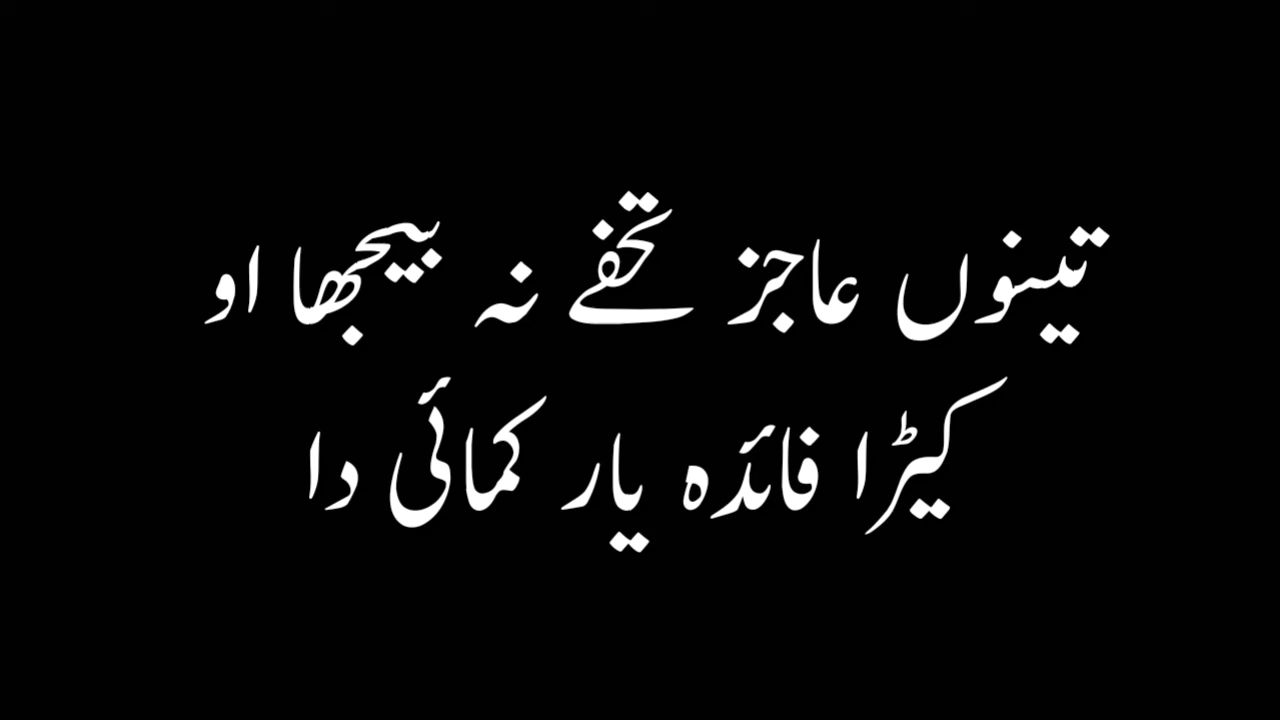 تینوں عاجز تحفے نہ بیجھا او
کیڑا فائدہ یار کمائی دا